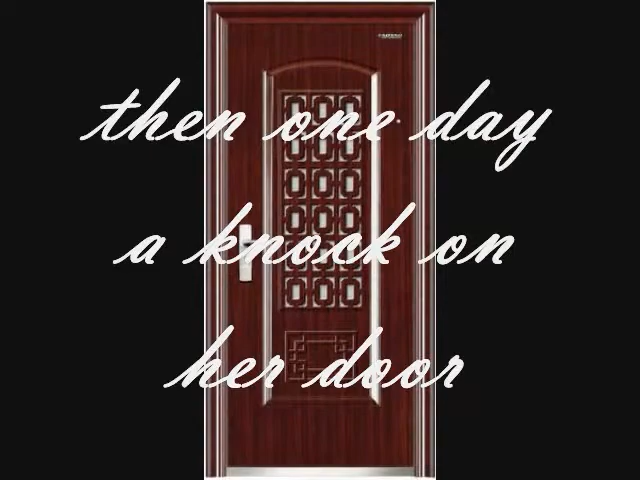 then one day
a knock on
her door